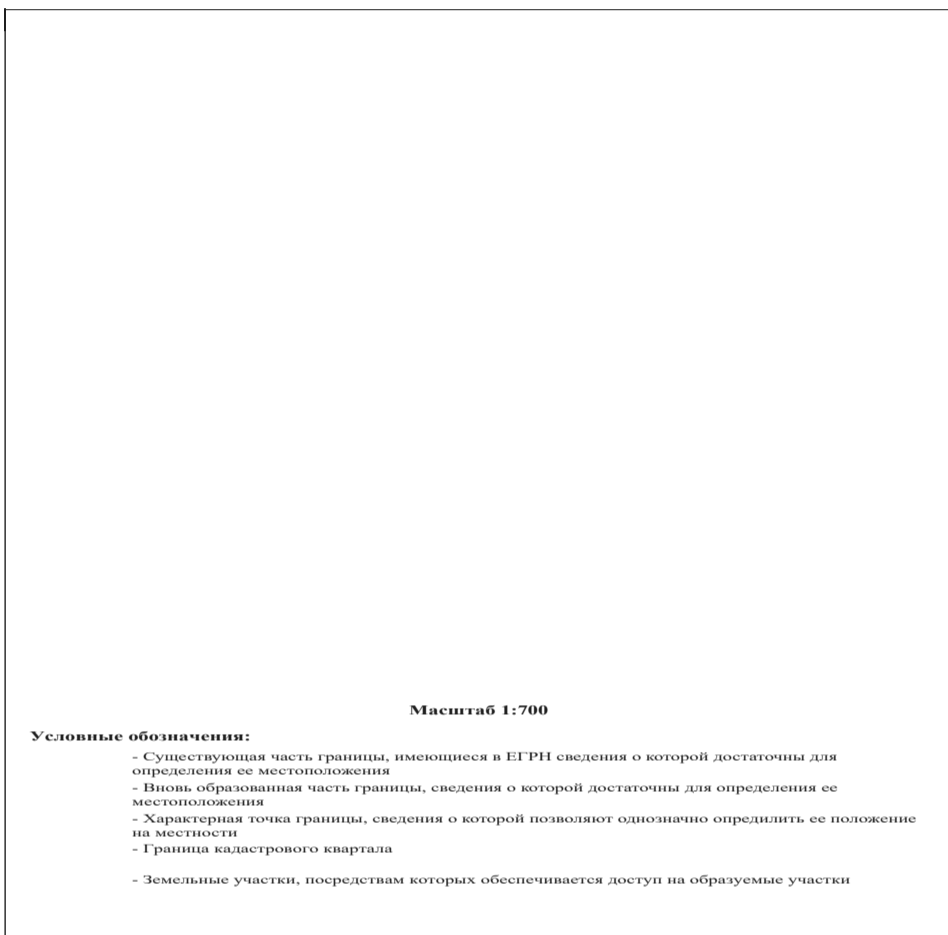 Масштаб 1:700
Условные обозначения:
- Существующая часть границы, имеющиеся в ЕГРН сведения о которой достаточны для
определения ее местоположения
- Вновь образованная часть границы, сведения о которой достаточны для определения ее
местоположения
- Характерная точка границы, сведения о которой позволяют однозначно опредилить ее положение
на местности
- Граница кадастрового квартала
- Земельные участки, посредствам которых обеспечивается доступ на образуемые участки